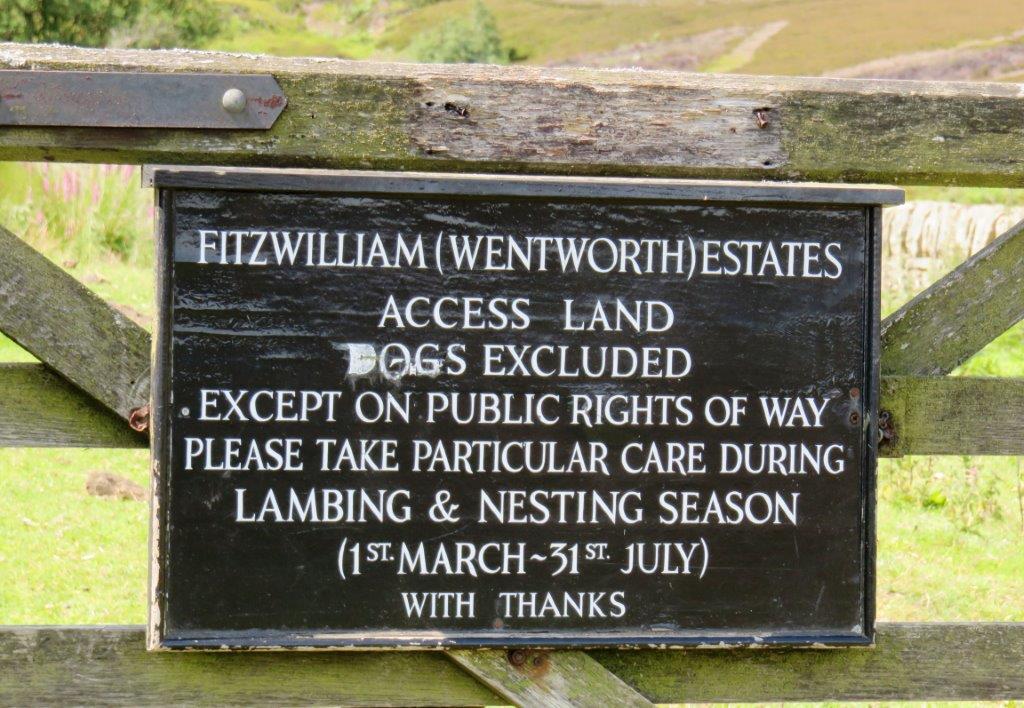 FITZWILLIAM (WENTWORTH) ESTATES
ACCESS LAND
DOGS EXCLUDED
EXCEPT ON PUBLIC RIGHTS OF WAY
PLEASE TAKE PARTICULAR CARE DURING
LAMBING & NESTING SEASON
(1ST. MARCH ~ 31ST. JULY)
WITH THANKS